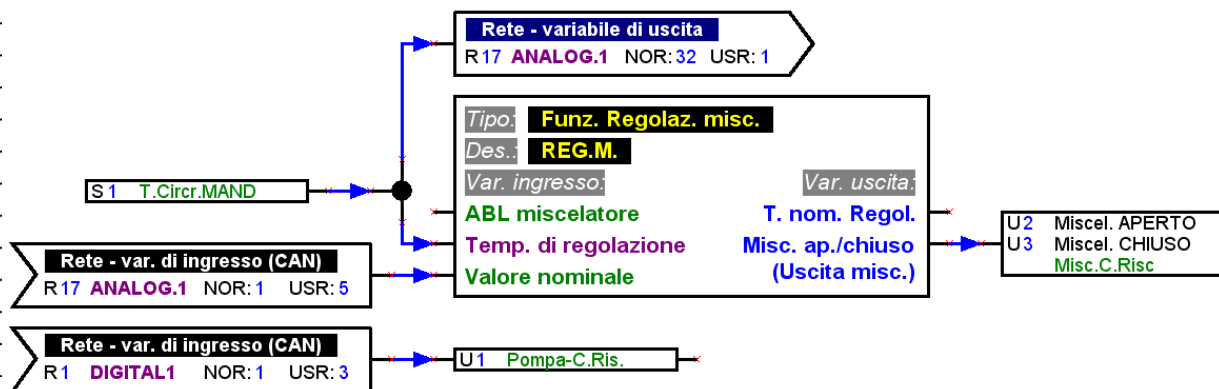 Rete - variabile di uscita
R17 ANALOG.1 NOR: 32 USR: 1
Tipo: Funz. Regolaz. misc.
Des.: REG.M.
Var. ingresso: Var. uscita:
S1 T.Circr.MAND
ABL miscelatore T. nom. Regol.
Temp. di regolazione Misc. ap./chiuso
Valore nominale (Uscita misc.)
U2 Miscel. APERTO
U3 Miscel. CHIUSO
Misc.C.Risc
Rete - var. di ingresso (CAN)
R17 ANALOG.1 NOR: 1 USR: 5
Rete - var. di ingresso (CAN)
R1 DIGITAL1 NOR: 1 USR: 3
U1 Pompa-C.Ris.